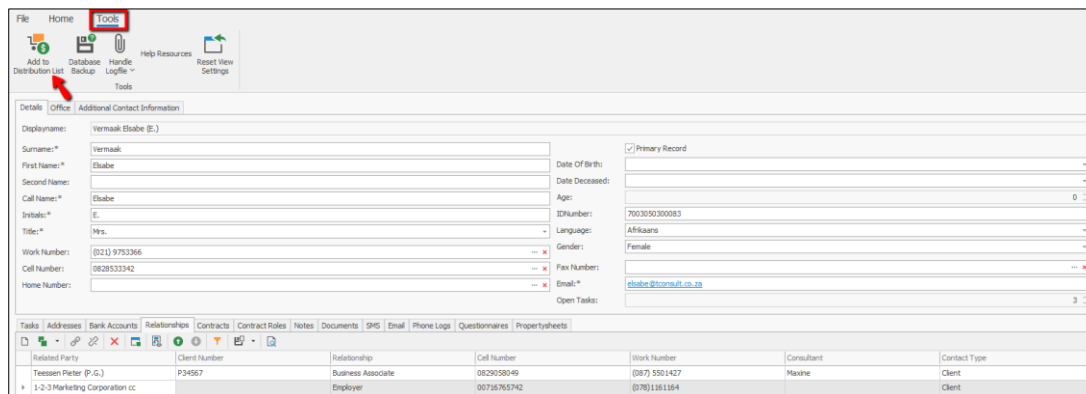 File Home Tools
Add to Distribution List
Database Backup
Handle Logfile
Help Resources
Reset View Settings
Tools
Details Office Additional Contact Information
Displayname: Vermaak Elsabe (E.)
Surname:* Vermaak
Primary Record
First Name:* Elsabe
Date Of Birth:
Second Name:
Date Deceased:
Call Name:* Elsabe
Age: 0
Initials:* E.
IDNumber: 7003050300083
Title:* Mrs.
Language: Afrikaans
Work Number: (021) 9753366
Gender: Female
Cell Number: 0828533342
Fax Number:
Home Number:
Email:* elsabe@tconsult.co.za
Open Tasks: 3
Tasks Addresses Bank Accounts Relationships Contracts Contract Roles Notes Documents SMS Email Phone Logs Questionnaires Propertysheets
Related Party Client Number Relationship Cell Number Work Number Consultant Contact Type
Teessen Pieter (P.G.) P34567 Business Associate 0829058049 (087) 5501427 Maxine Client
1-2-3 Marketing Corporation cc Employer 00716765742 (078)1161164 Client